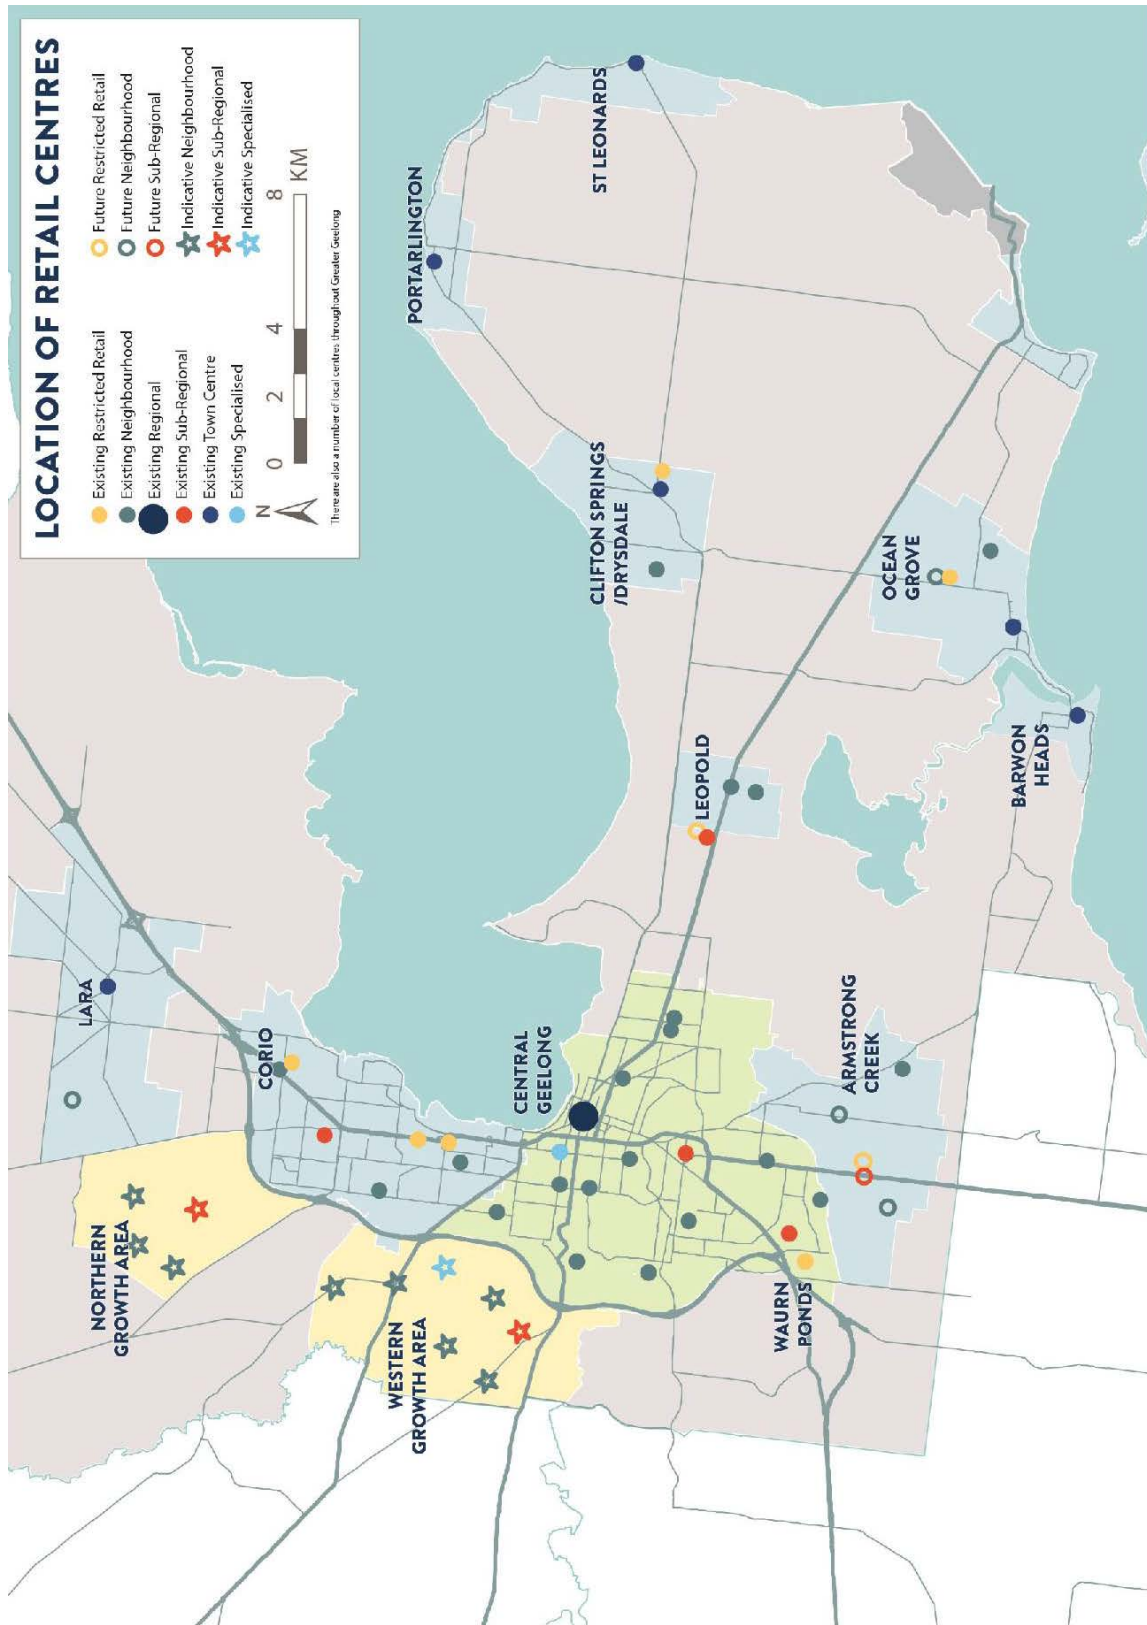 LOCATION OF RETAIL CENTRES
Existing Restricted Retail
Existing Neighbourhood
Existing Regional
Existing Sub-Regional
Existing Town Centre
Existing Specialised
Future Restricted Retail
Future Neighbourhood
Future Sub-Regional
Indicative Neighbourhood
Indicative Sub-Regional
Indicative Specialised
N
0 2 4 8
KM
There are also a number of local centres throughout Greater Geelong
NORTHERN
GROWTH AREA
LARA
CORIO
WESTERN
GROWTH AREA
CENTRAL
GEELONG
PORTARLINGTON
ST LEONARDS
CLIFTON SPRINGS
/DRYSDALE
LEOPOLD
OCEAN
GROVE
WAURN
PONDS
ARMSTRONG
CREEK
BARWON
HEADS